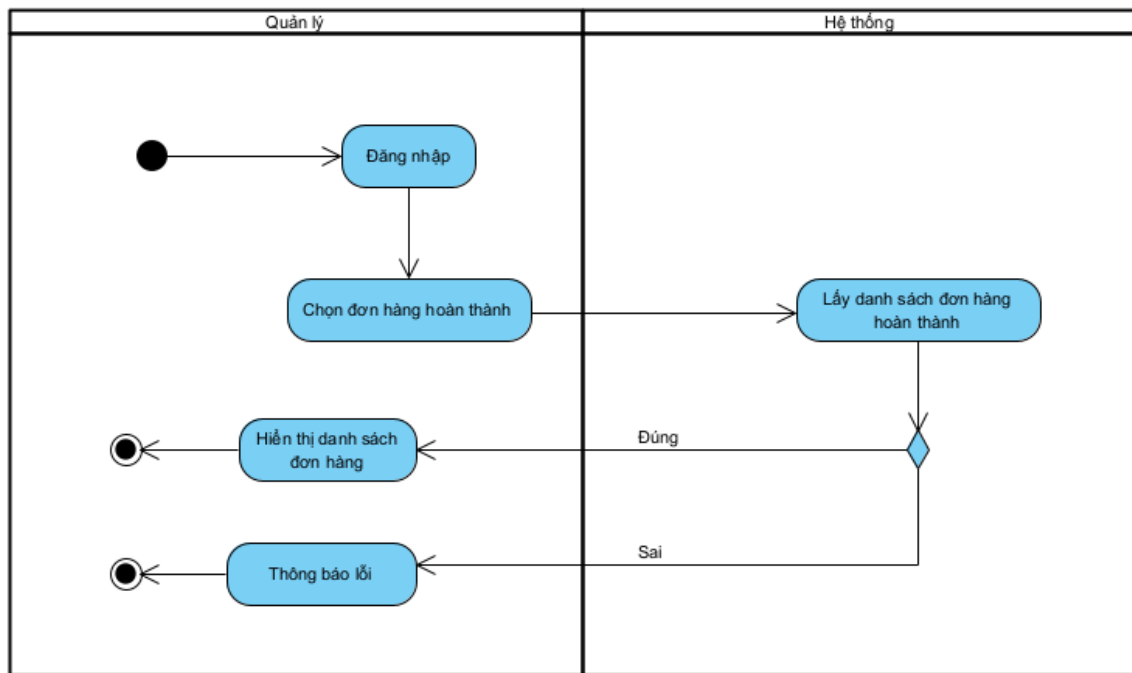 Quản lý
Hệ thống
Đăng nhập
Chọn đơn hàng hoàn thành
Lấy danh sách đơn hàng
hoàn thành
Hiển thị danh sách
đơn hàng
Đúng
Thông báo lỗi
Sai